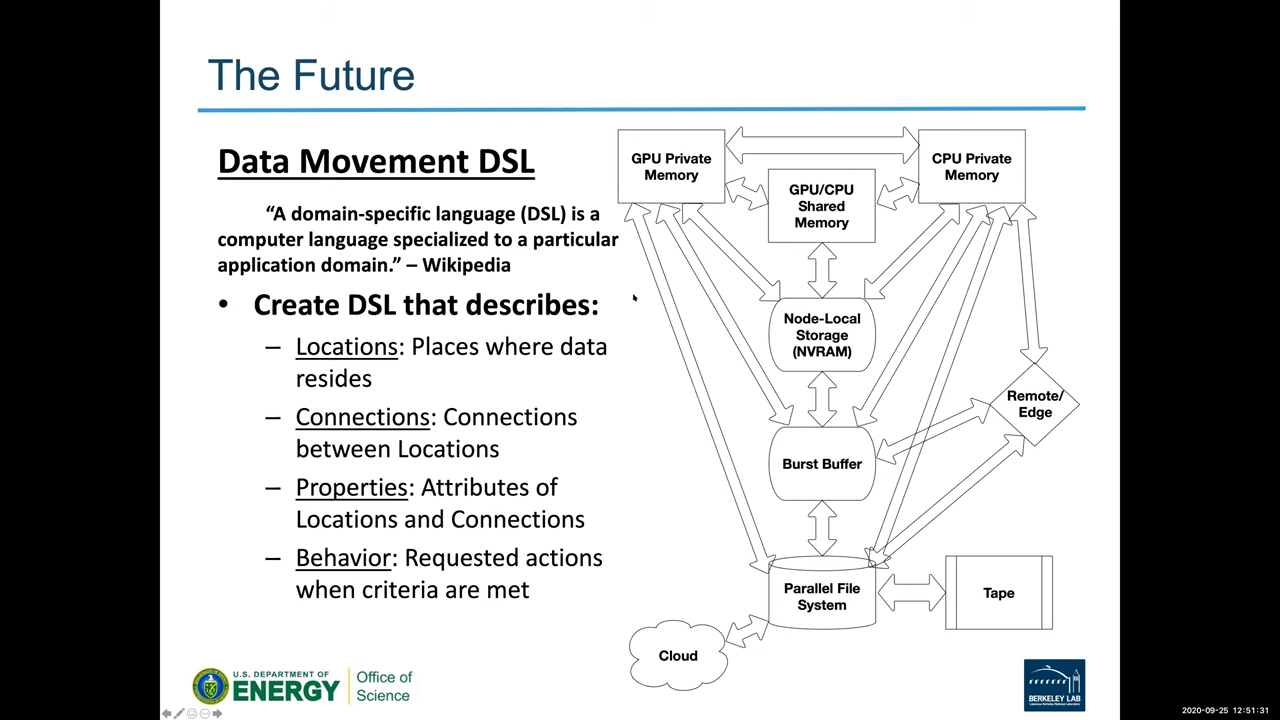 The Future
Data Movement DSL
“A domain-specific language (DSL) is a
computer language specialized to a particular
application domain.” – Wikipedia
• Create DSL that describes:
– Locations: Places where data
resides
– Connections: Connections
between Locations
– Properties: Attributes of
Locations and Connections
– Behavior: Requested actions
when criteria are met
GPU Private
Memory
CPU Private
Memory
GPU/CPU
Shared
Memory
Node-Local
Storage
(NVRAM)
Remote/
Edge
Burst Buffer
Parallel File
System
Tape
Cloud
U.S. DEPARTMENT OF
ENERGY
Office of
Science
BERKELEY LAB
2020-09-25 12:51:31